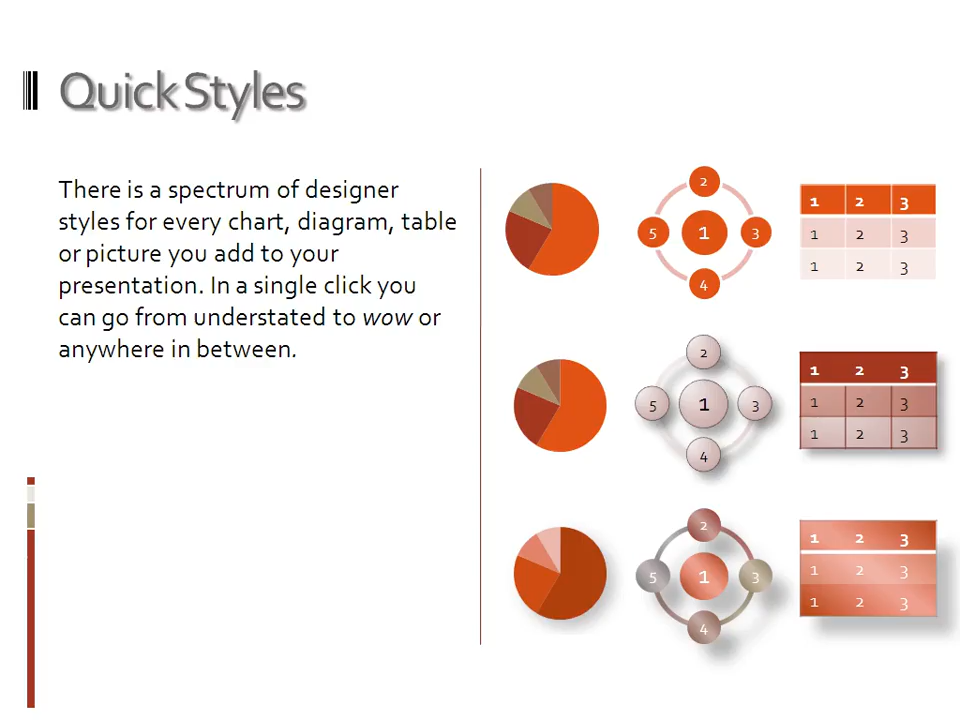 Quick Styles
There is a spectrum of designer
styles for every chart, diagram, table
or picture you add to your
presentation. In a single click you
can go from understated to wow or
anywhere in between.
2
5 1 3
4
1 2 3
1 2 3
1 2 3
2
5 1 3
4
1 2 3
1 2 3
1 2 3
2
5 1 3
4
1 2 3
1 2 3
1 2 3